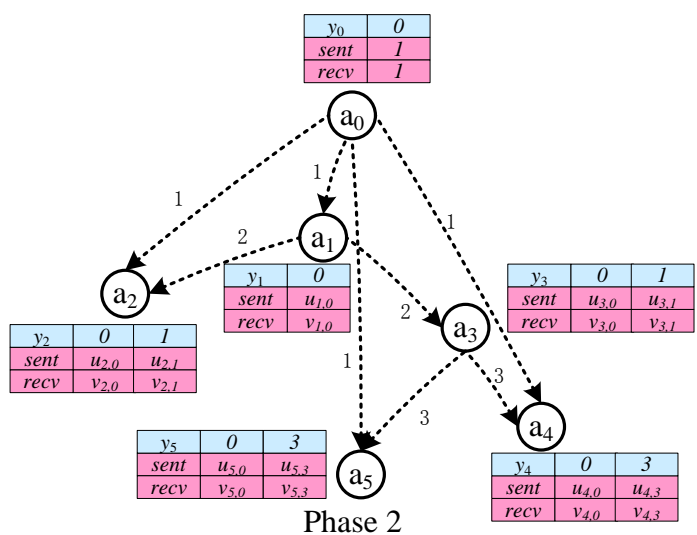 y₀ 0
sent 1
recv 1
a₀
1
1
1
2
a₁
a₂
y₁ 0
sent u₁,₀
recv v₁,₀
2
y₃ 0 1
sent u₃,₀ u₃,₁
recv v₃,₀ v₃,₁
a₃
y₂ 0 1
sent u₂,₀ u₂,₁
recv v₂,₀ v₂,₁
1
3
3
a₄
y₅ 0 3
sent u₅,₀ u₅,₃
recv v₅,₀ v₅,₃
a₅
y₄ 0 3
sent u₄,₀ u₄,₃
recv v₄,₀ v₄,₃
Phase 2